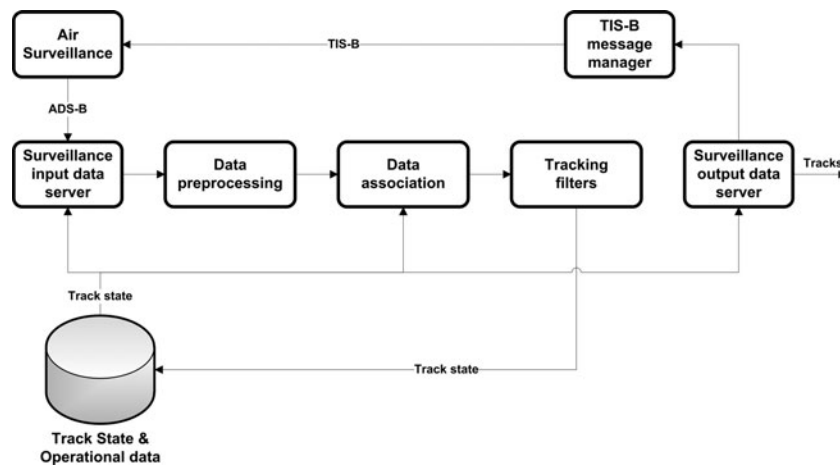 Air
Surveillance
TIS-B
TIS-B
message
manager
ADS-B
Surveillance
input data
server
Data
preprocessing
Data
association
Tracking
filters
Surveillance
output data
server
Tracks
Track state
Track state
Track State &
Operational data